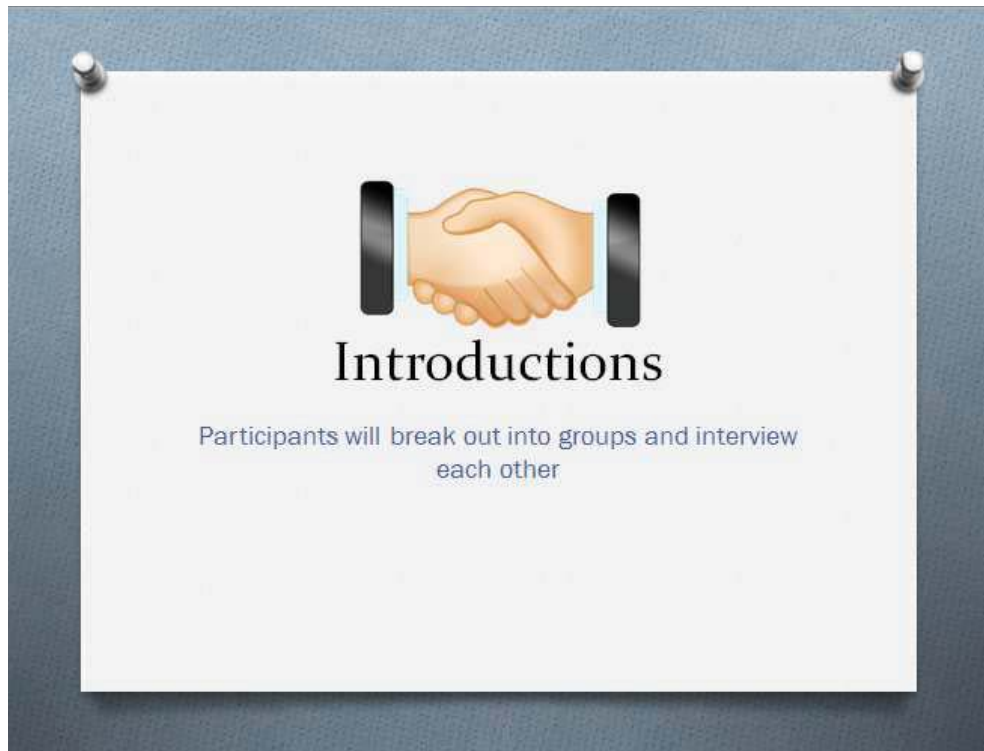 Introductions
Participants will break out into groups and interview
each other